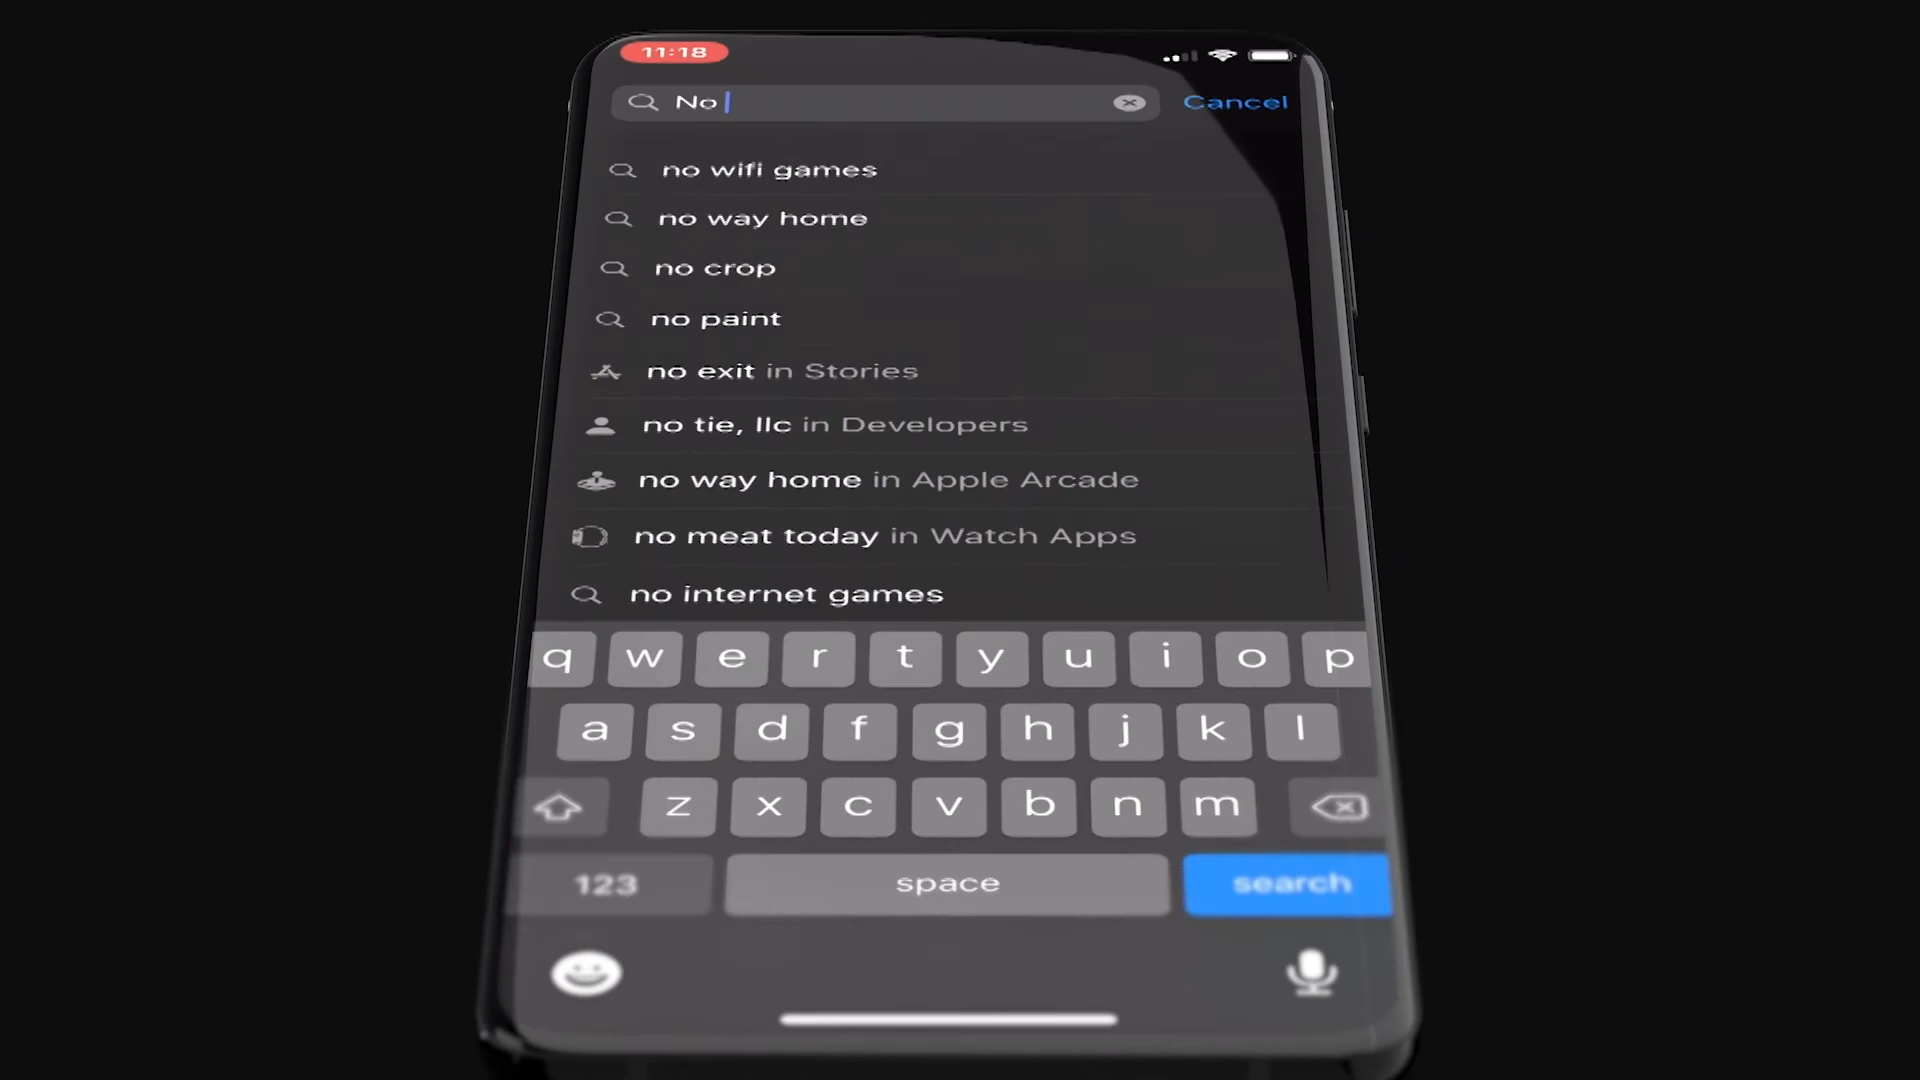 11:18
No
Cancel
no wifi games
no way home
no crop
no paint
no exit in Stories
no tie, llc in Developers
no way home in Apple Arcade
no meat today in Watch Apps
no internet games
q w e r t y u i o p
a s d f g h j k l
z x c v b n m
123 space search